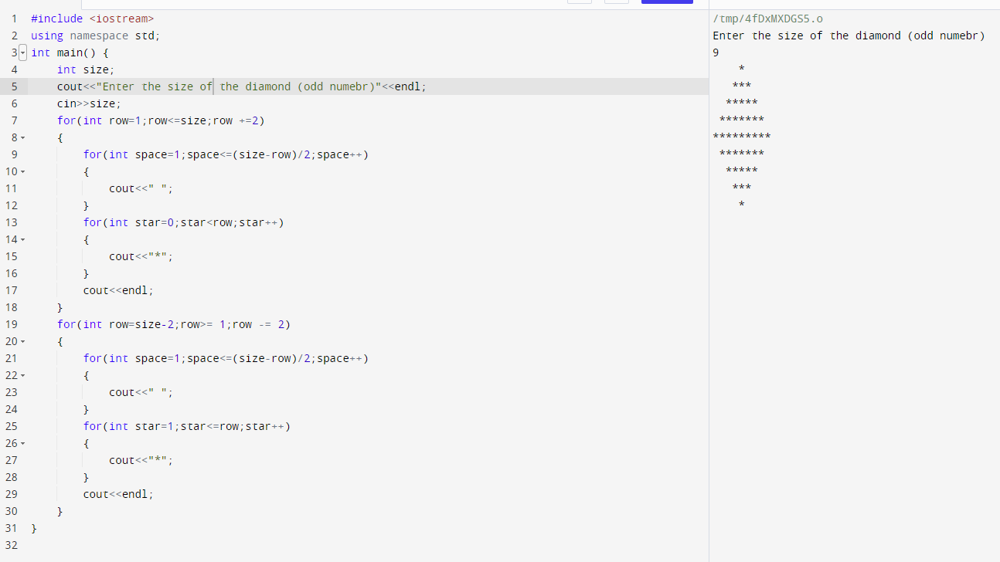 1 #include <iostream>
2 using namespace std;
3 int main() {
4     int size;
5     cout<<"Enter the size of the diamond (odd numebr)"<<endl;
6     cin>>size;
7     for(int row=1;row<=size;row +=2)
8     {
9         for(int space=1;space<=(size-row)/2;space++)
10         {
11             cout<<" ";
12         }
13         for(int star=0;star<row;star++)
14         {
15             cout<<"*";
16         }
17         cout<<endl;
18     }
19     for(int row=size-2;row>= 1;row -= 2)
20     {
21         for(int space=1;space<=(size-row)/2;space++)
22         {
23             cout<<" ";
24         }
25         for(int star=1;star<=row;star++)
26         {
27             cout<<"*";
28         }
29         cout<<endl;
30     }
31 }
32
/tmp/4fDxMXDGS5.o
Enter the size of the diamond (odd numebr)
9
    *
   ***
  *****
 *******
*********
 *******
  *****
   ***
    *